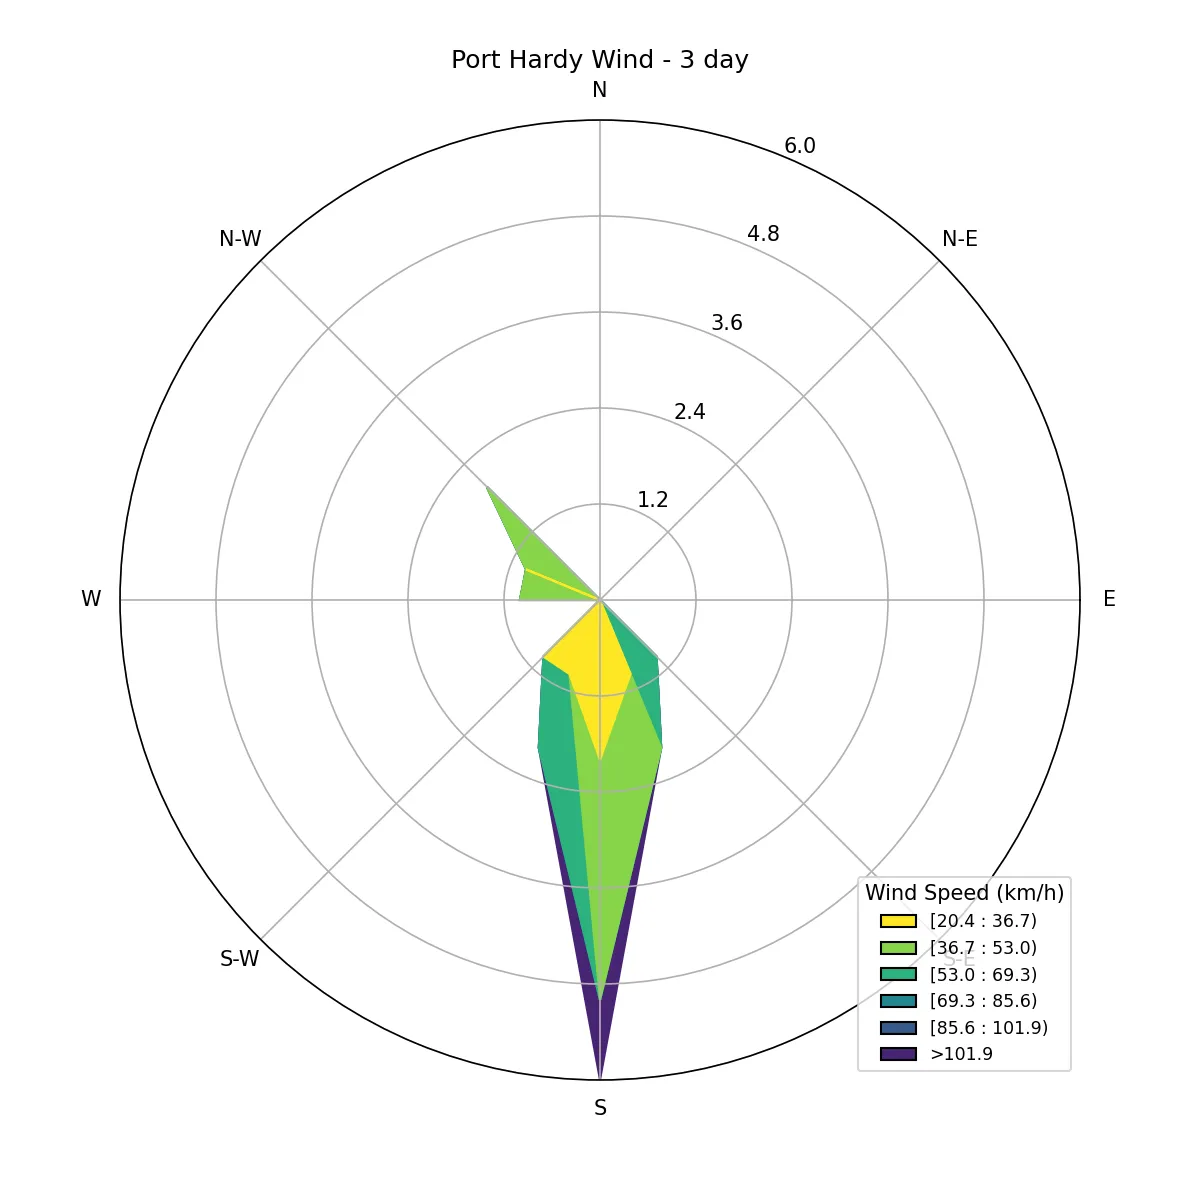 Port Hardy Wind - 3 day
N
6.0
N-W
N-E
4.8
3.6
2.4
1.2
W
E
Wind Speed (km/h)
[20.4 : 36.7)
[36.7 : 53.0)
S-W
S-E
[53.0 : 69.3)
[69.3 : 85.6)
[85.6 : 101.9)
>101.9
S